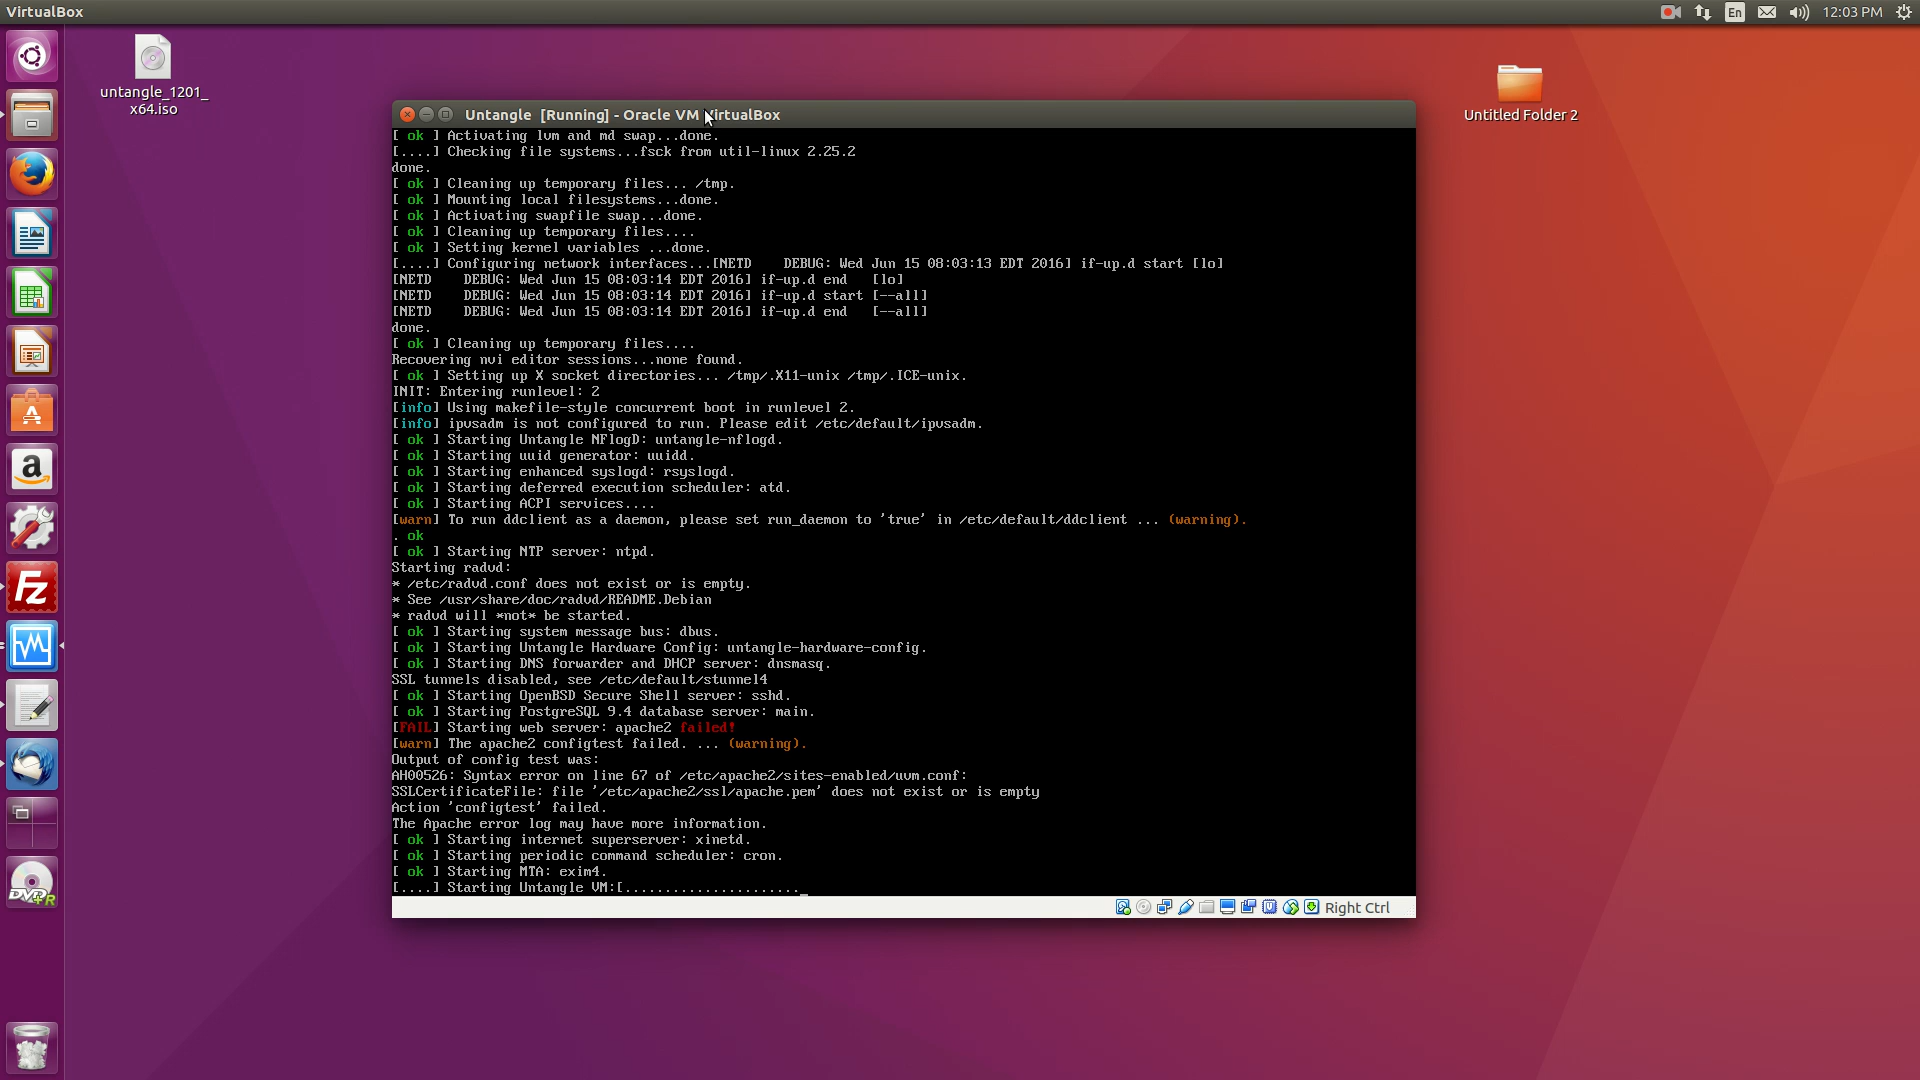 VirtualBox
En
12:03 PM
untangle_1201_
x64.iso
Untitled Folder 2
Untangle [Running] - Oracle VM VirtualBox
[ ok ] Activating lvm and md swap...done.
[....] Checking file systems...fsck from util-linux 2.25.2
done.
[ ok ] Cleaning up temporary files... /tmp.
[ ok ] Mounting local filesystems...done.
[ ok ] Activating swapfile swap...done.
[ ok ] Cleaning up temporary files....
[ ok ] Setting kernel variables ...done.
[....] Configuring network interfaces...[NETD    DEBUG: Wed Jun 15 08:03:13 EDT 2016] if-up.d start [lo]
[NETD    DEBUG: Wed Jun 15 08:03:14 EDT 2016] if-up.d end   [lo]
[NETD    DEBUG: Wed Jun 15 08:03:14 EDT 2016] if-up.d start [--all]
[NETD    DEBUG: Wed Jun 15 08:03:14 EDT 2016] if-up.d end   [--all]
done.
[ ok ] Cleaning up temporary files....
Recovering nvi editor sessions...none found.
[ ok ] Setting up X socket directories... /tmp/.X11-unix /tmp/.ICE-unix.
INIT: Entering runlevel: 2
[info] Using makefile-style concurrent boot in runlevel 2.
[info] ipvsadm is not configured to run. Please edit /etc/default/ipvsadm.
[ ok ] Starting Untangle NFlogD: untangle-nflogd.
[ ok ] Starting uuid generator: uuidd.
[ ok ] Starting enhanced syslogd: rsyslogd.
[ ok ] Starting deferred execution scheduler: atd.
[ ok ] Starting ACPI services....
[warn] To run ddclient as a daemon, please set run_daemon to 'true' in /etc/default/ddclient ... (warning).
. ok
[ ok ] Starting NTP server: ntpd.
Starting radvd:
* /etc/radvd.conf does not exist or is empty.
* See /usr/share/doc/radvd/README.Debian
* radvd will *not* be started.
[ ok ] Starting system message bus: dbus.
[ ok ] Starting Untangle Hardware Config: untangle-hardware-config.
[ ok ] Starting DNS forwarder and DHCP server: dnsmasq.
SSL tunnels disabled, see /etc/default/stunnel4
[ ok ] Starting OpenBSD Secure Shell server: sshd.
[ ok ] Starting PostgreSQL 9.4 database server: main.
[FAIL] Starting web server: apache2 failed!
[warn] The apache2 configtest failed. ... (warning).
Output of config test was:
AH00526: Syntax error on line 67 of /etc/apache2/sites-enabled/uvm.conf:
SSLCertificateFile: file '/etc/apache2/ssl/apache.pem' does not exist or is empty
Action 'configtest' failed.
The Apache error log may have more information.
[ ok ] Starting internet superserver: xinetd.
[ ok ] Starting periodic command scheduler: cron.
[ ok ] Starting MTA: exim4.
[....] Starting Untangle VM:[......................_
Right Ctrl